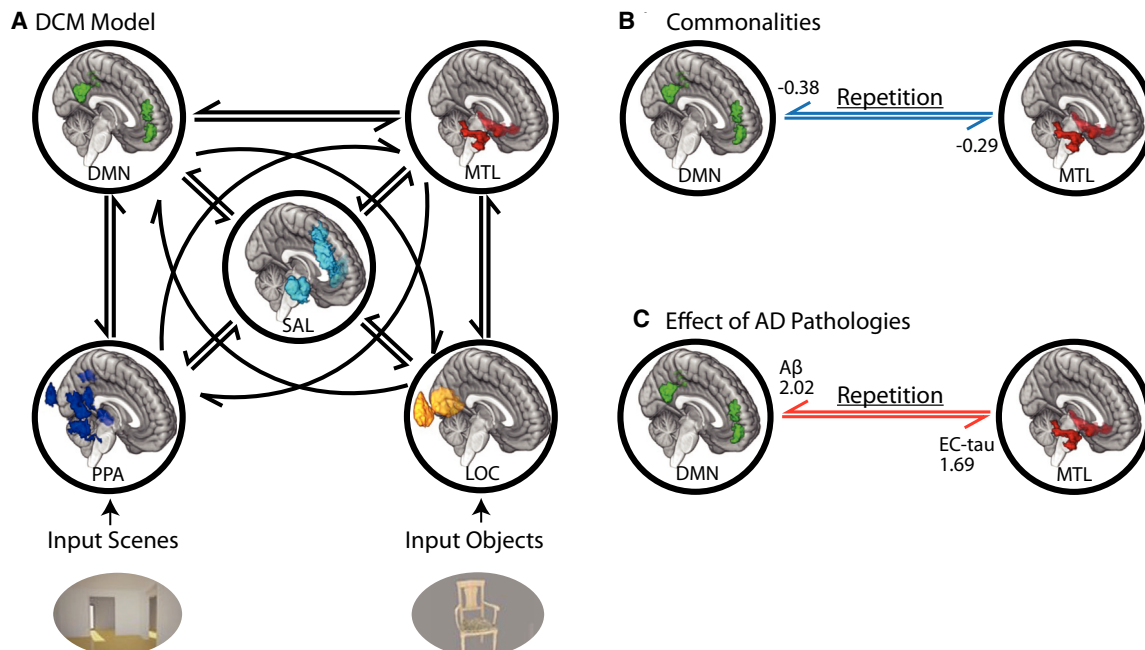 A DCM Model
DMN
MTL
SAL
PPA
LOC
Input Scenes
Input Objects
B Commonalities
-0.38
Repetition
-0.29
DMN
MTL
C Effect of AD Pathologies
Aβ
2.02
Repetition
EC-tau
1.69
DMN
MTL